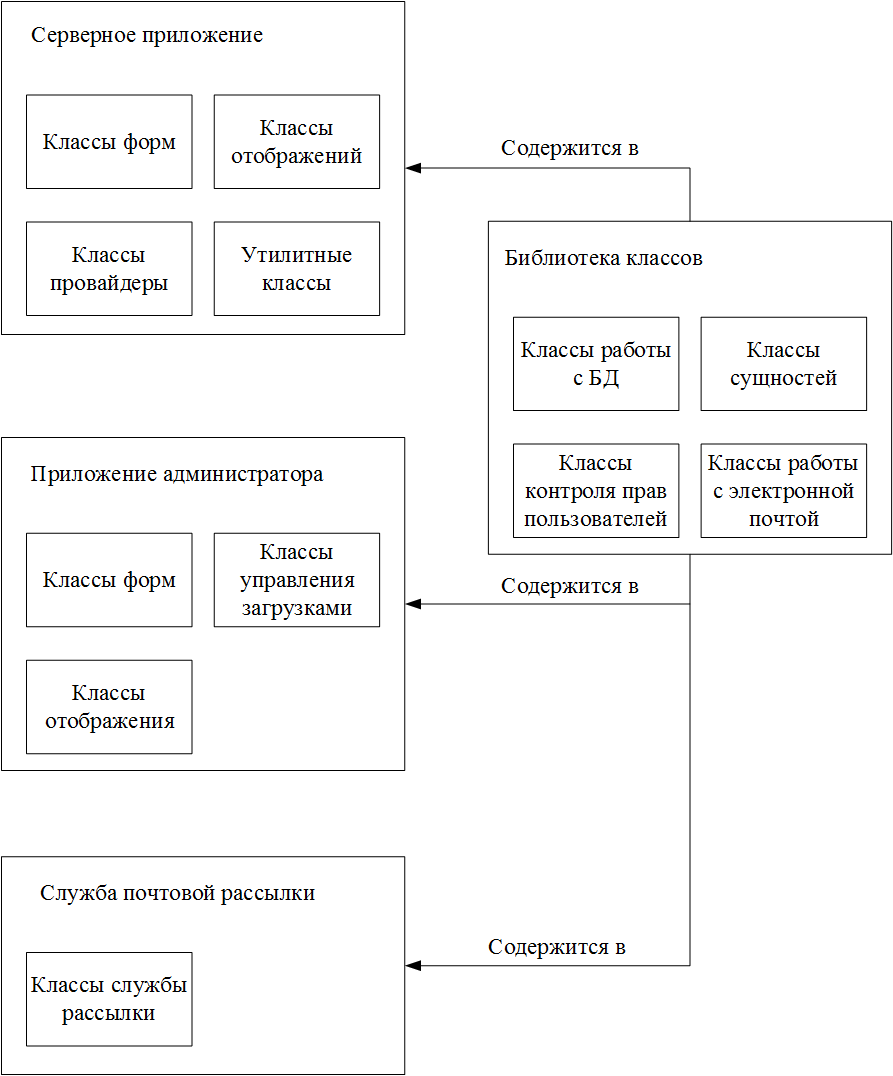 Серверное приложение
Классы форм
Классы
отображений
Классы
провайдеры
Утилитные
классы
Содержится в
Библиотека классов
Классы работы
с БД
Классы
сущностей
Классы
контроля прав
пользователей
Классы работы
с электронной
почтой
Приложение администратора
Классы форм
Классы
управления
загрузками
Классы
отображения
Содержится в
Служба почтовой рассылки
Классы службы
рассылки
Содержится в